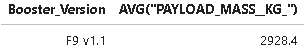 Booster_Version AVG("PAYLOAD_MASS__KG_")
F9 v1.1 2928.4